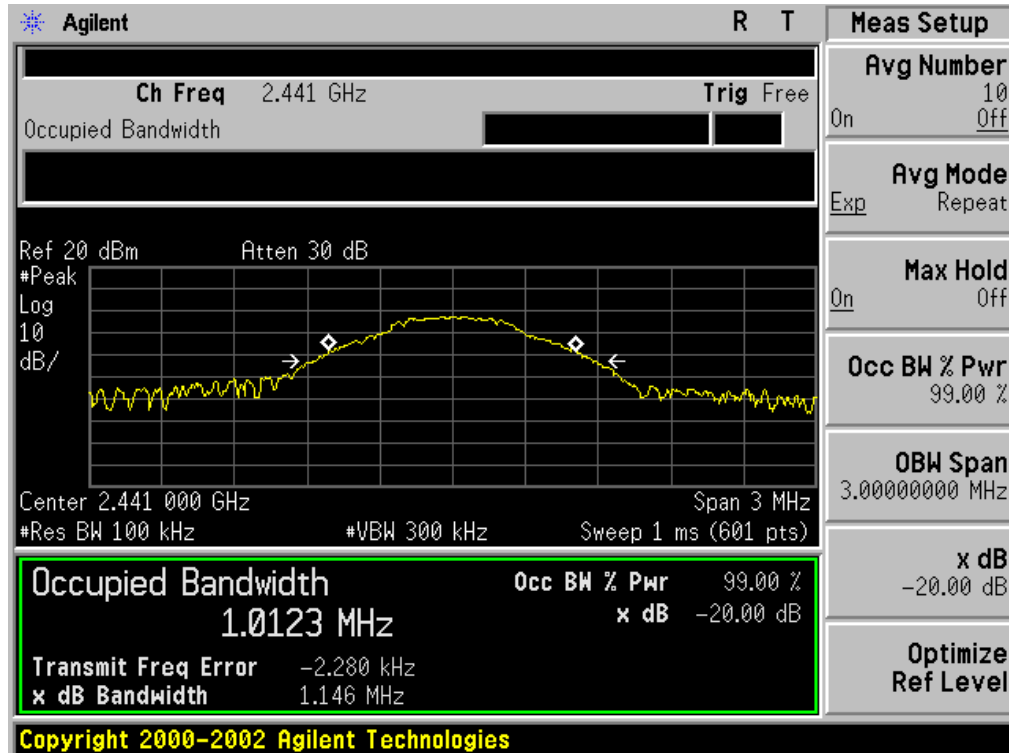 Agilent R T
Ch Freq 2.441 GHz Trig Free
Occupied Bandwidth
Ref 20 dBm Atten 30 dB
#Peak
Log
10
dB/
Center 2.441 000 GHz Span 3 MHz
#Res BW 100 kHz #VBW 300 kHz Sweep 1 ms (601 pts)
Occupied Bandwidth
1.0123 MHz
Occ BW % Pwr 99.00 %
x dB -20.00 dB
Transmit Freq Error -2.280 kHz
x dB Bandwidth 1.146 MHz
Copyright 2000-2002 Agilent Technologies
Meas Setup
Avg Number
10
On Off
Avg Mode
Exp Repeat
Max Hold
On Off
Occ BW % Pwr
99.00 %
OBW Span
3.00000000 MHz
x dB
-20.00 dB
Optimize
Ref Level